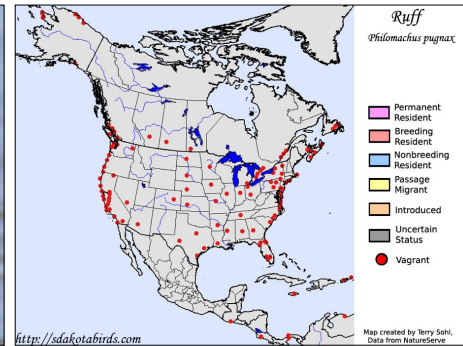 Ruff
Philomachus pugnax
Permanent
Resident
Breeding
Resident
Nonbreeding
Resident
Passage
Migrant
Introduced
Uncertain
Status
Vagrant
http://sdakotabirds.com
Map created by Terry Sohl,
Data from NatureServe